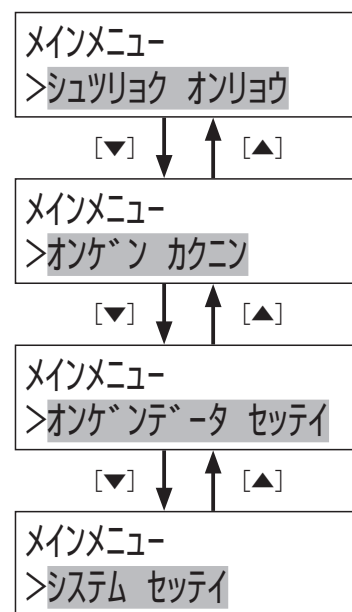 メインメニュー
>シュツリョク オンリョウ
[▼] [▲]
メインメニュー
>オンケ゛ン カクニン
[▼] [▲]
メインメニュー
>オンケ゛ンテ゛ータ セッテイ
[▼] [▲]
メインメニュー
>システム セッテイ